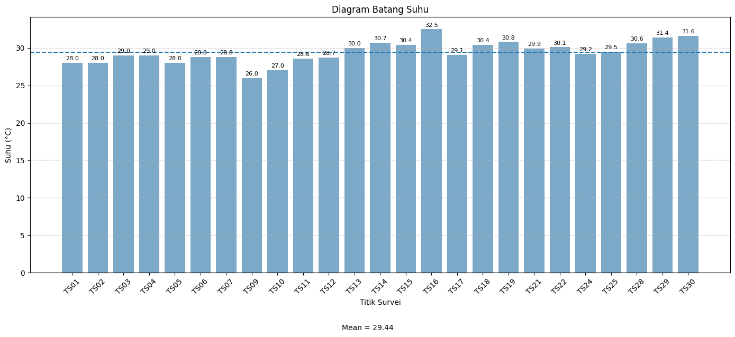 Diagram Batang Suhu
Suhu (°C)
30
25
20
15
10
5
0
28.0 28.0 29.0 29.0 28.0 28.8 28.8 26.0 27.0 28.6 28.7 30.0 30.7 30.4 32.5 29.1 30.4 30.8 29.9 30.1 29.2 29.5 30.6 31.4 31.6
TS01 TS02 TS03 TS04 TS05 TS06 TS07 TS09 TS10 TS11 TS12 TS13 TS14 TS15 TS16 TS17 TS18 TS19 TS21 TS22 TS24 TS25 TS28 TS29 TS30
Titik Survei
Mean = 29.44